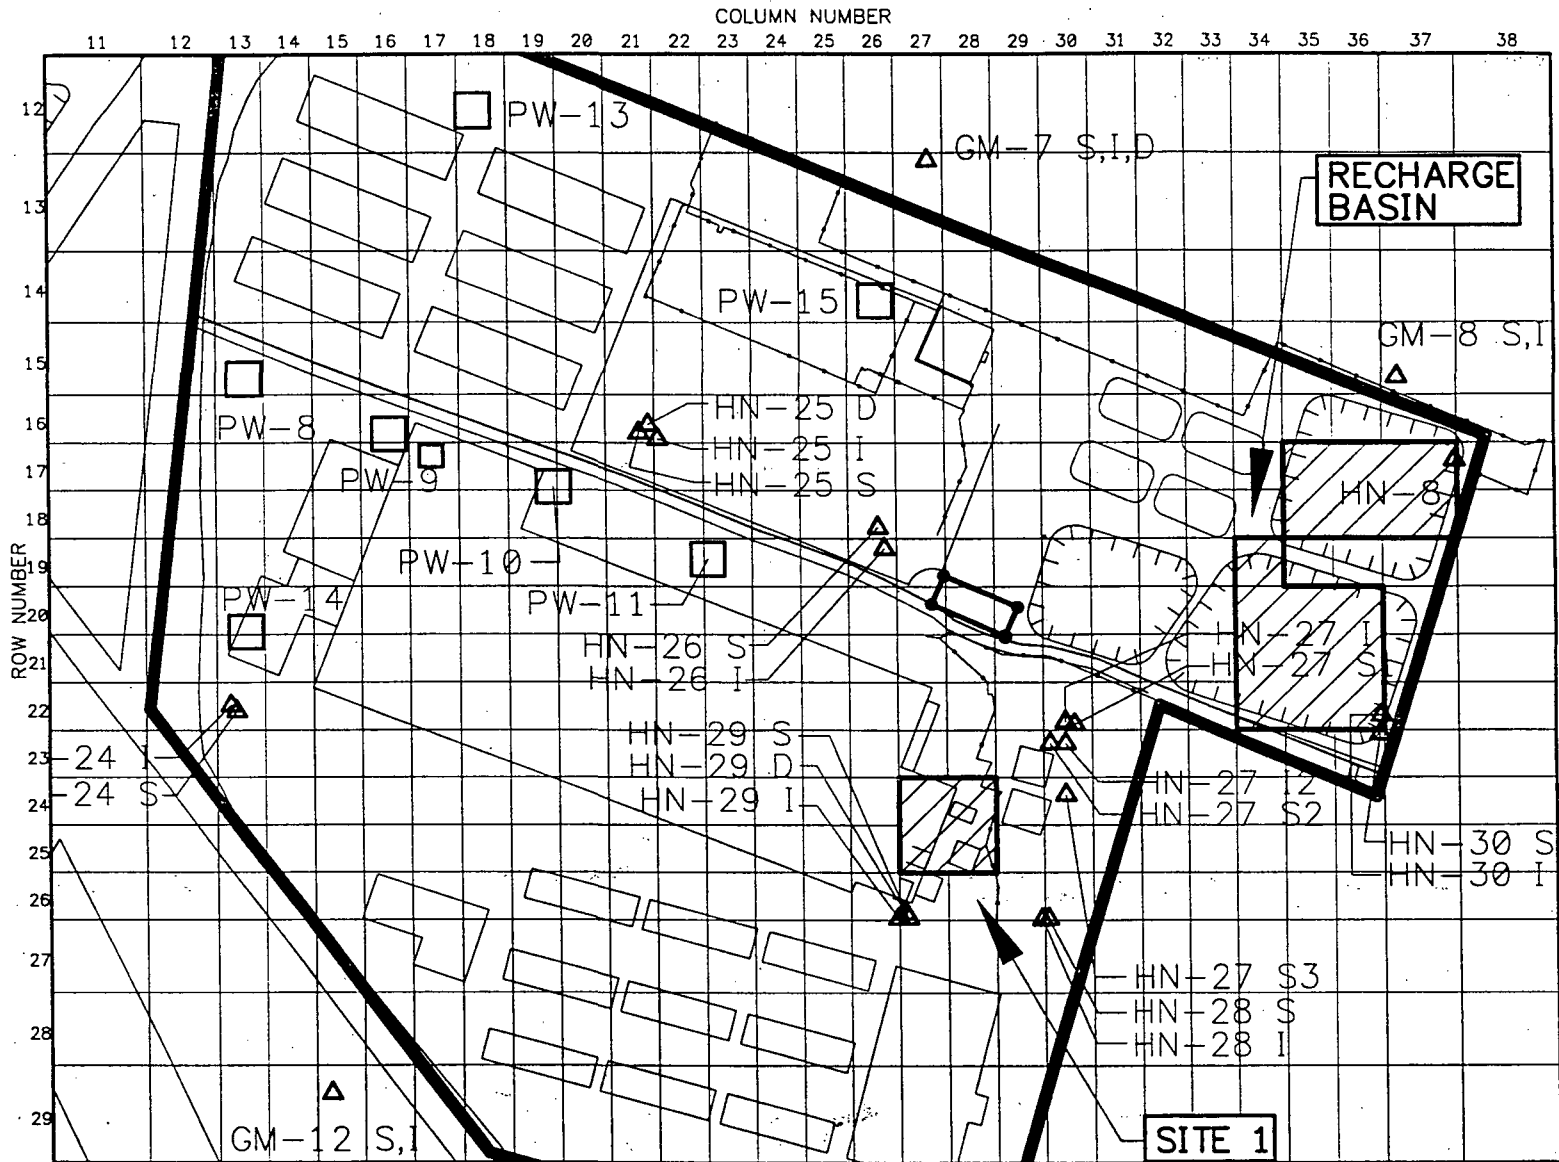 COLUMN NUMBER
11 12 13 14 15 16 17 18 19 20 21 22 23 24 25 26 27 28 29 30 31 32 33 34 35 36 37 38
ROW NUMBER
12
13
14
15
16
17
18
19
20
21
22
23
24
25
26
27
28
29
PW-13
GM-7 S,I,D
RECHARGE
BASIN
PW-15
GM-8 S,I
PW-8
HN-25 D
HN-25 I
HN-25 S
PW-9
HN-8
PW-10
PW-11
PW-14
HN-26 S
HN-26 I
HN-27 I
HN-27 S
HN-29 S
HN-29 D
HN-29 I
-24 I
-24 S
HN-27 I2
HN-27 S2
HN-30 S
HN-30 I
HN-27 S3
HN-28 S
HN-28 I
GM-12 S,I
SITE 1